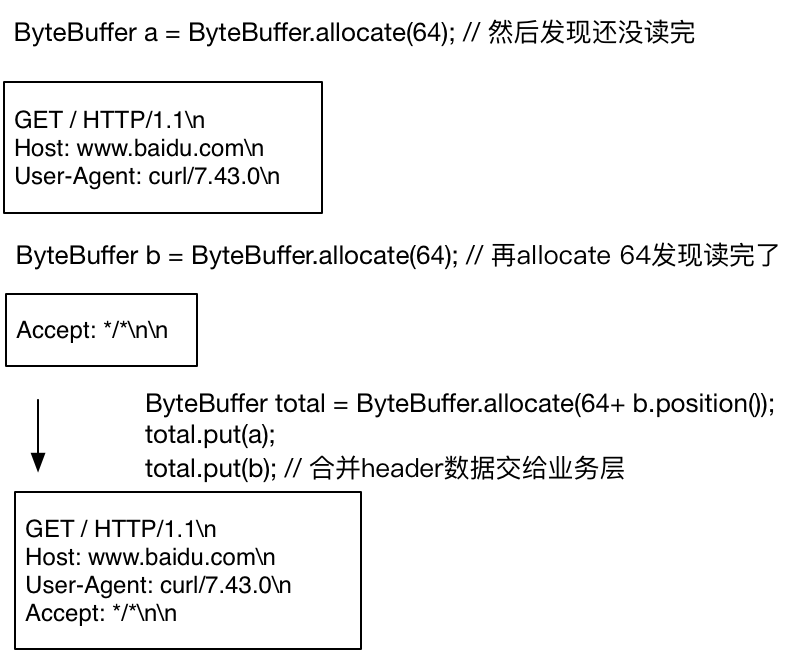 ByteBuffer a = ByteBuffer.allocate(64); // 然后发现还没读完
GET / HTTP/1.1\n
Host: www.baidu.com\n
User-Agent: curl/7.43.0\n
ByteBuffer b = ByteBuffer.allocate(64); // 再allocate 64发现读完了
Accept: */*\n\n
ByteBuffer total = ByteBuffer.allocate(64+ b.position());
total.put(a);
total.put(b); // 合并header数据交给业务层
GET / HTTP/1.1\n
Host: www.baidu.com\n
User-Agent: curl/7.43.0\n
Accept: */*\n\n